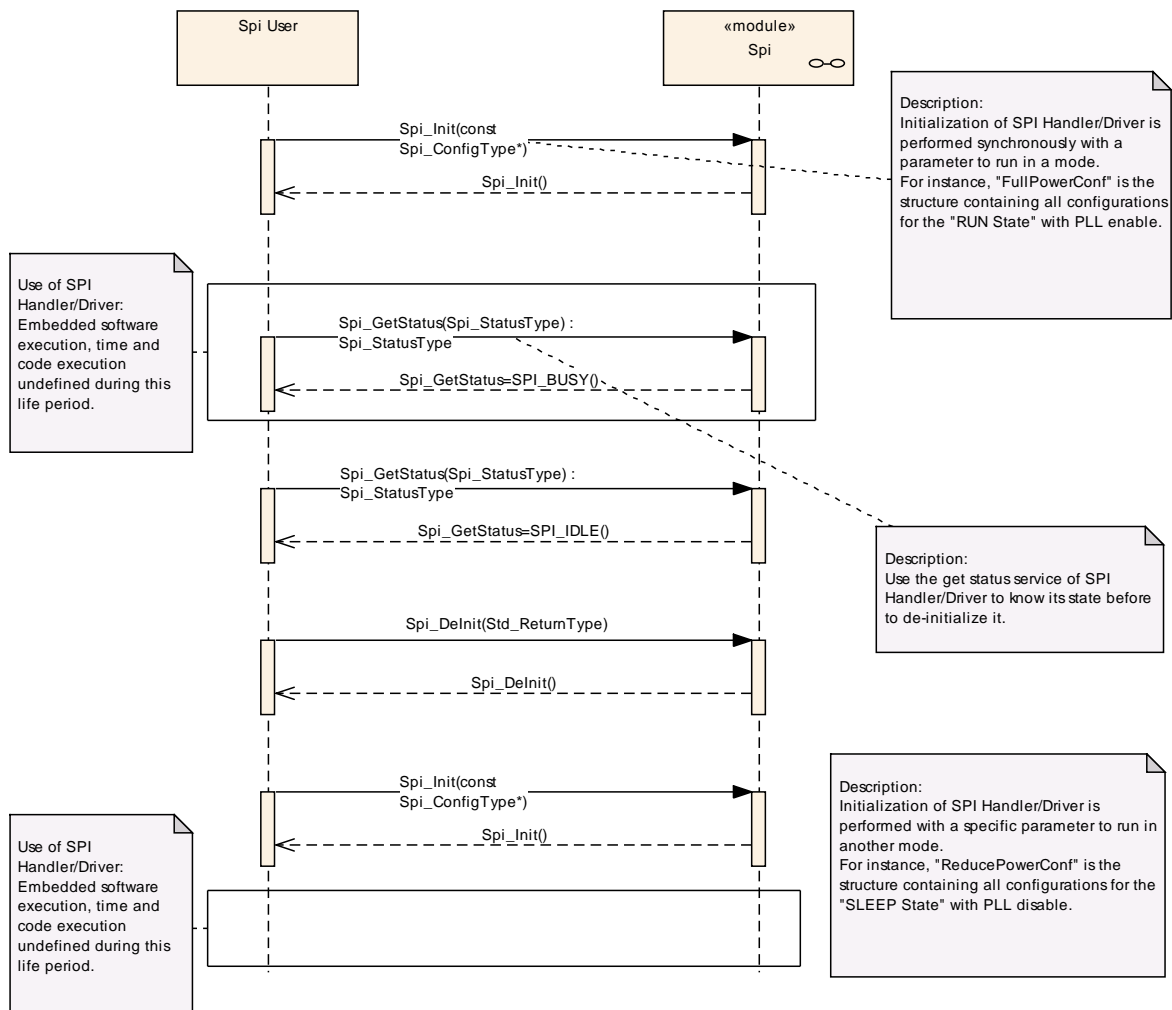 Spi User
«module»
Spi
Description:
Initialization of SPI Handler/Driver is
performed synchronously with a
parameter to run in a mode.
For instance, "FullPowerConf" is the
structure containing all configurations
for the "RUN State" with PLL enable.
Spi_Init(const
Spi_ConfigType*)
Spi_Init()
Use of SPI
Handler/Driver:
Embedded software
execution, time and
code execution
undefined during this
life period.
Spi_GetStatus(Spi_StatusType) :
Spi_StatusType
Spi_GetStatus=SPI_BUSY()
Spi_GetStatus(Spi_StatusType) :
Spi_StatusType
Spi_GetStatus=SPI_IDLE()
Description:
Use the get status service of SPI
Handler/Driver to know its state before
to de-initialize it.
Spi_DeInit(Std_ReturnType)
Spi_DeInit()
Spi_Init(const
Spi_ConfigType*)
Spi_Init()
Description:
Initialization of SPI Handler/Driver is
performed with a specific parameter to run in
another mode.
For instance, "ReducePowerConf" is the
structure containing all configurations for the
"SLEEP State" with PLL disable.
Use of SPI
Handler/Driver:
Embedded software
execution, time and
code execution
undefined during this
life period.